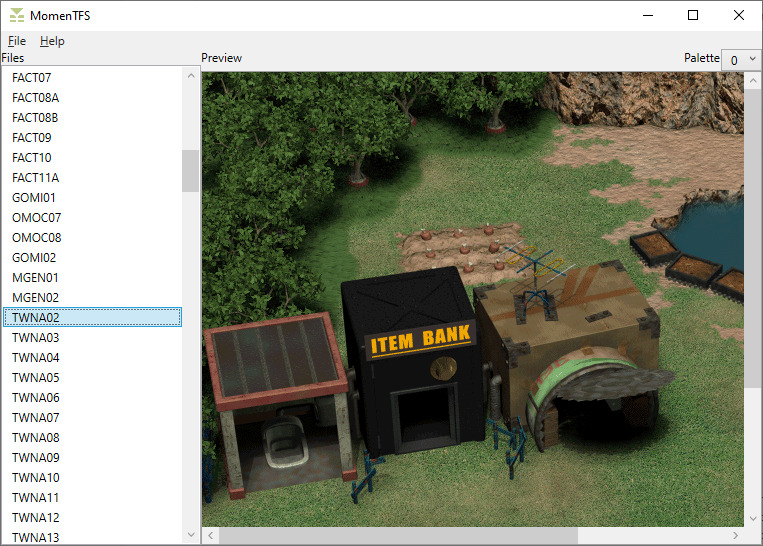 MomenTFS
File Help
Files
Preview
Palette 0
FACT07
FACT08A
FACT08B
FACT09
FACT10
FACT11A
GOMI01
OMOC07
OMOC08
GOMI02
MGEN01
MGEN02
TWNA02
TWNA03
TWNA04
TWNA05
TWNA06
TWNA07
TWNA08
TWNA09
TWNA10
TWNA11
TWNA12
TWNA13
ITEM BANK